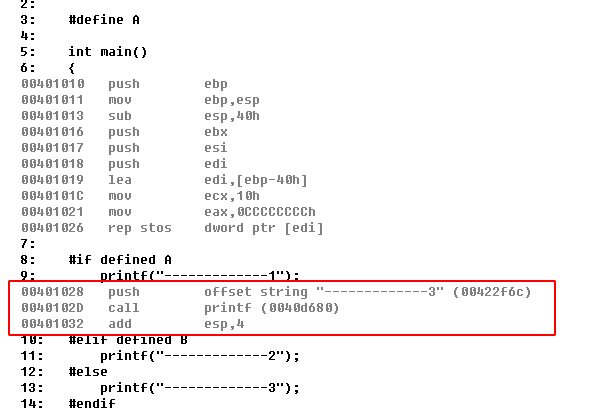 2:
3: #define A
4:
5: int main()
6: {
00401010 push ebp
00401011 mov ebp,esp
00401013 sub esp,40h
00401016 push ebx
00401017 push esi
00401018 push edi
00401019 lea edi,[ebp-40h]
0040101C mov ecx,10h
00401021 mov eax,0CCCCCCCCh
00401026 rep stos dword ptr [edi]
7:
8: #if defined A
9: printf("-------------1");
00401028 push offset string "-------------3" (00422f6c)
0040102D call printf (0040d680)
00401032 add esp,4
10: #elif defined B
11: printf("-------------2");
12: #else
13: printf("-------------3");
14: #endif